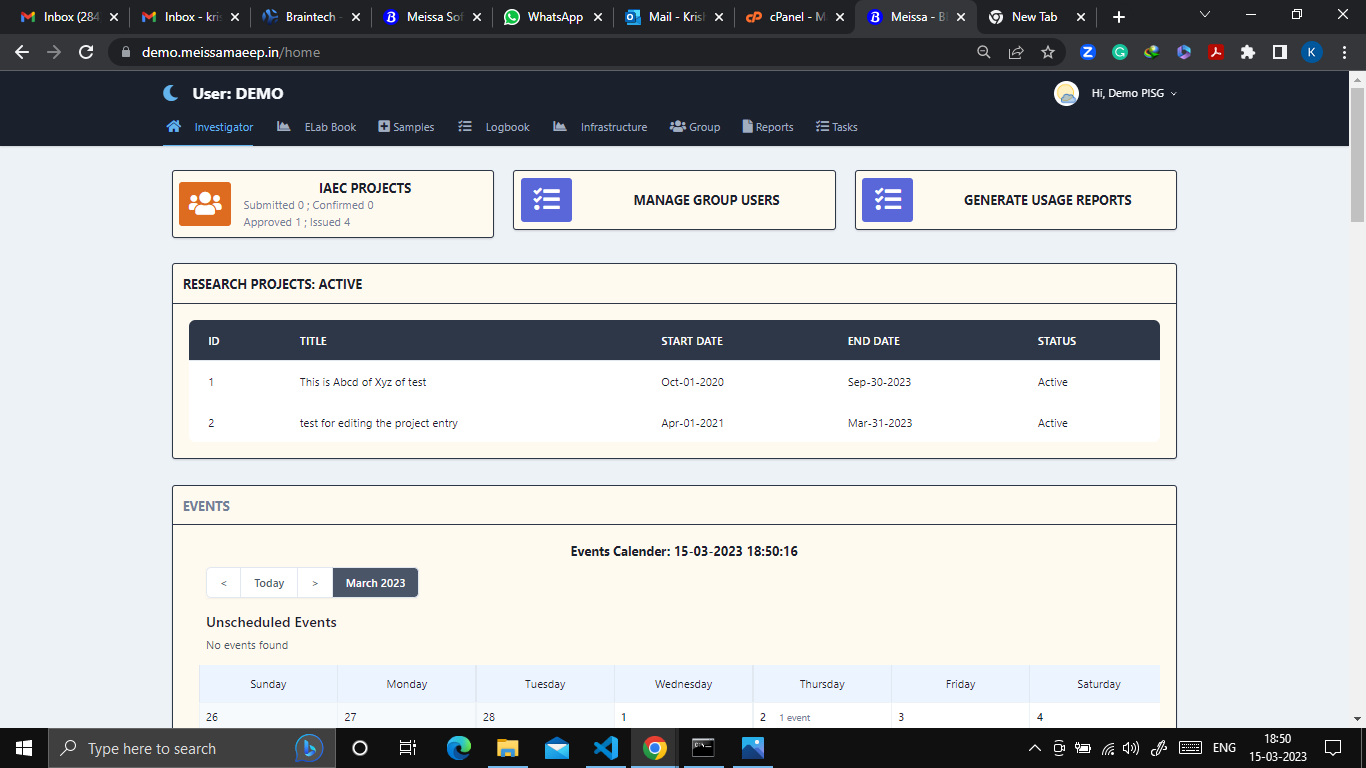 Inbox (284
Inbox - kris
Braintech -
Meissa Sof
WhatsApp
Mail - Krish
cPanel - M
Meissa - B
New Tab
demo.meissamaeep.in/home
K
User: DEMO
Hi, Demo PISG
Investigator
ELab Book
Samples
Logbook
Infrastructure
Group
Reports
Tasks
IAEC PROJECTS
Submitted 0 ; Confirmed 0
Approved 1 ; Issued 4
MANAGE GROUP USERS
GENERATE USAGE REPORTS
RESEARCH PROJECTS: ACTIVE
ID TITLE START DATE END DATE STATUS
1 This is Abcd of Xyz of test Oct-01-2020 Sep-30-2023 Active
2 test for editing the project entry Apr-01-2021 Mar-31-2023 Active
EVENTS
Events Calender: 15-03-2023 18:50:16
< Today > March 2023
Unscheduled Events
No events found
Sunday Monday Tuesday Wednesday Thursday Friday Saturday
26 27 28 1 2 1 event 3 4
Type here to search
ENG
18:50
15-03-2023